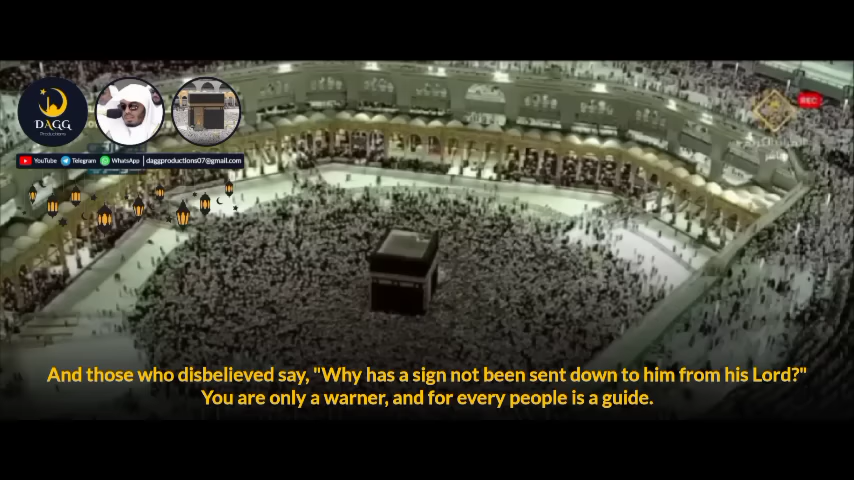 DAGG
Productions
YouTube Telegram WhatsApp daggproductions07@gmail.com
REC
And those who disbelieved say, "Why has a sign not been sent down to him from his Lord?"
You are only a warner, and for every people is a guide.